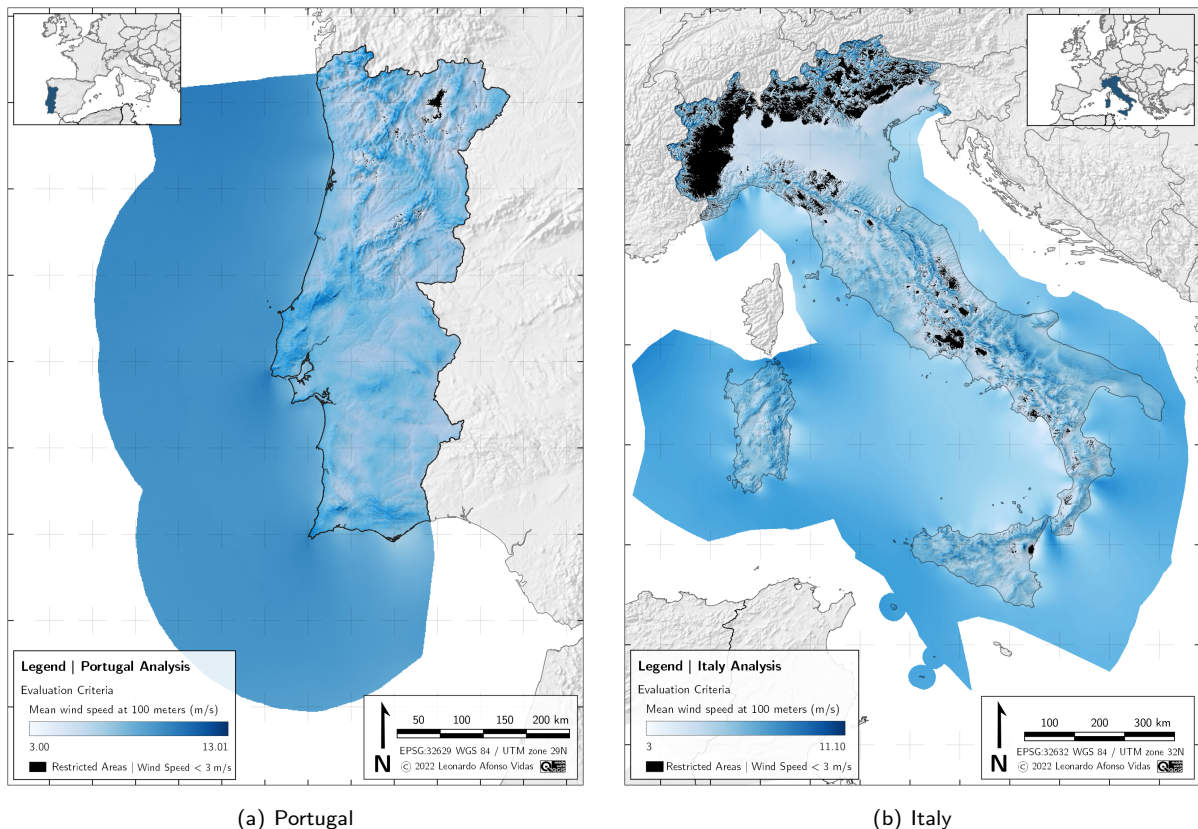 Legend | Portugal Analysis
Evaluation Criteria
Mean wind speed at 100 meters (m/s)
3.00 13.01
Restricted Areas | Wind Speed < 3 m/s
50 100 150 200 km
EPSG:32629 WGS 84 / UTM zone 29N
N
© 2022 Leonardo Afonso Vidas
(a) Portugal
Legend | Italy Analysis
Evaluation Criteria
Mean wind speed at 100 meters (m/s)
3 11.10
Restricted Areas | Wind Speed < 3 m/s
100 200 300 km
EPSG:32632 WGS 84 / UTM zone 32N
N
© 2022 Leonardo Afonso Vidas
(b) Italy